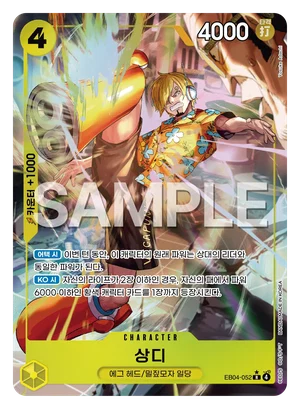 4
4000
타격
打
카운터 +1000
SAMPLE
어택 시 이번 턴 동안, 이 캐릭터의 원래 파워는 상대의 리더와
동일한 파워가 된다.
KO 시 자신의 라이프가 2장 이하인 경우, 자신의 패에서 파워
6000 이하인 황색 캐릭터 카드를 1장까지 등장시킨다.
CHARACTER
상디
에그 헤드/밀짚모자 일당
EB04-052 R